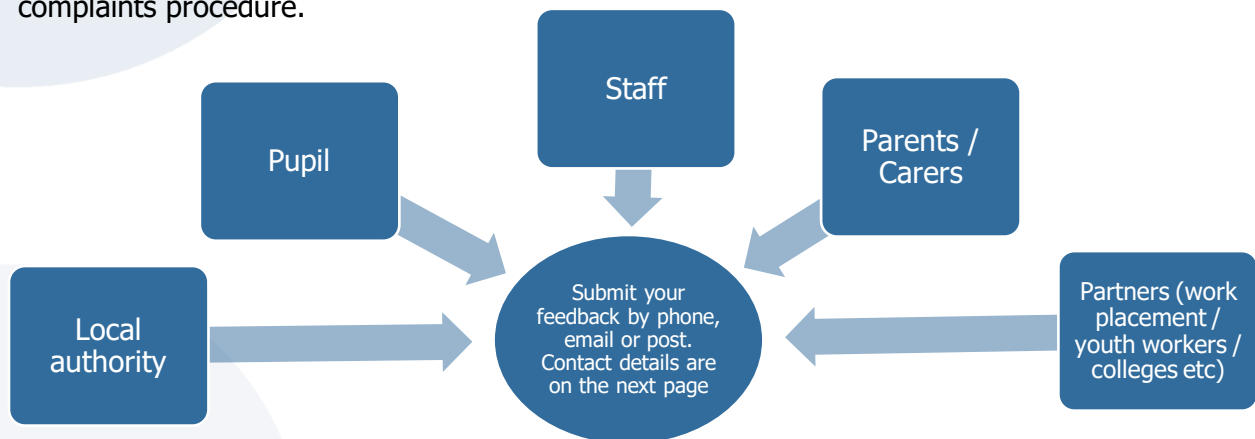 complaints procedure.
Staff
Pupil
Parents /
Carers
Local
authority
Submit your
feedback by phone,
email or post.
Contact details are
on the next page
Partners (work
placement /
youth workers /
colleges etc)